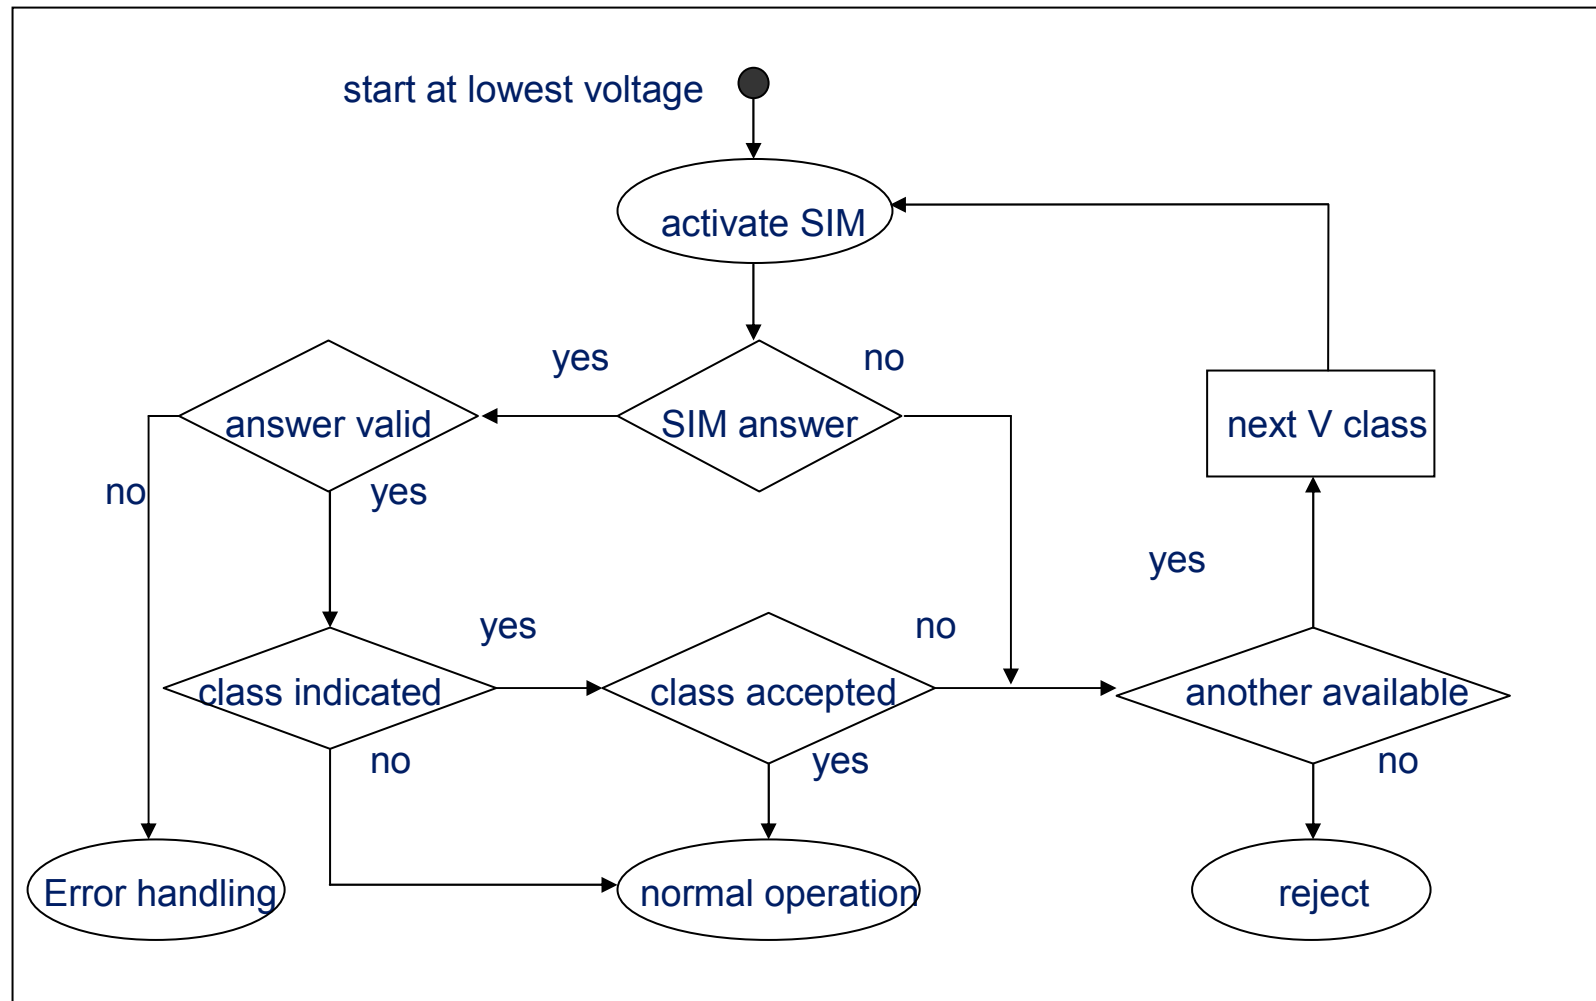 start at lowest voltage
activate SIM
yes
no
answer valid
SIM answer
next V class
no
yes
yes
yes
no
class indicated
class accepted
another available
no
yes
no
Error handling
normal operation
reject